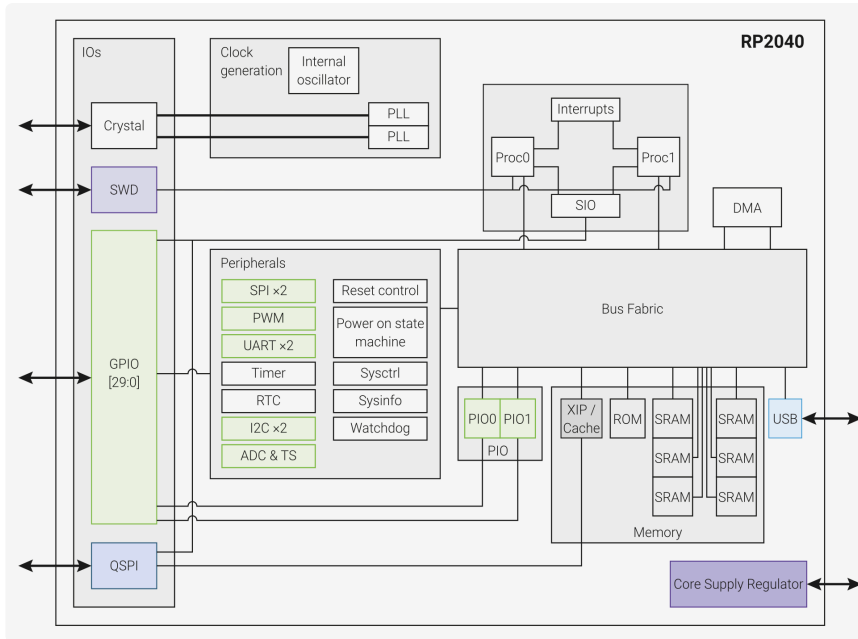 RP2040
IOs
Clock
generation
Internal
oscillator
Crystal
PLL
PLL
Interrupts
Proc0
Proc1
SWD
SIO
DMA
Peripherals
SPI ×2
Reset control
PWM
Power on state
machine
UART ×2
Bus Fabric
GPIO
[29:0]
Timer
Sysctrl
RTC
Sysinfo
I2C ×2
Watchdog
ADC & TS
PIO0
PIO1
PIO
XIP /
Cache
ROM
SRAM
SRAM
USB
SRAM
SRAM
SRAM
SRAM
Memory
QSPI
Core Supply Regulator